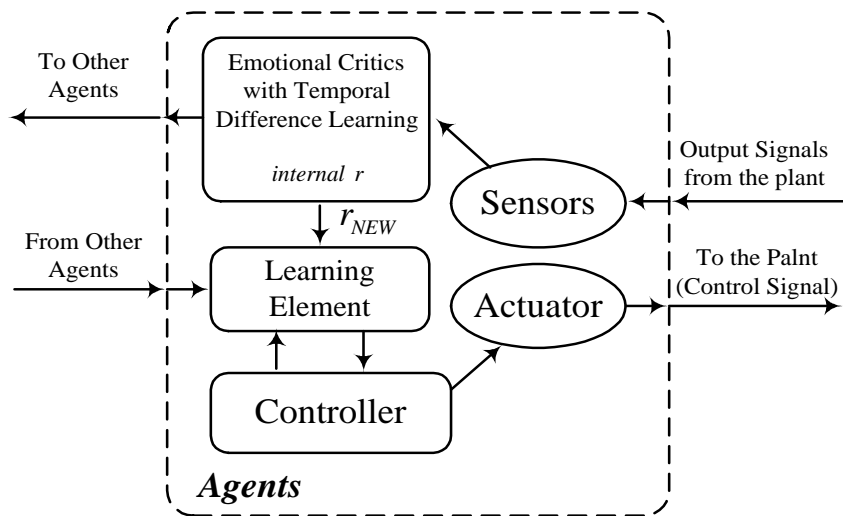 To Other
Agents
Emotional Critics
with Temporal
Difference Learning
internal r
Output Signals
from the plant
Sensors
r_NEW
From Other
Agents
Learning
Element
To the Palnt
(Control Signal)
Actuator
Controller
Agents